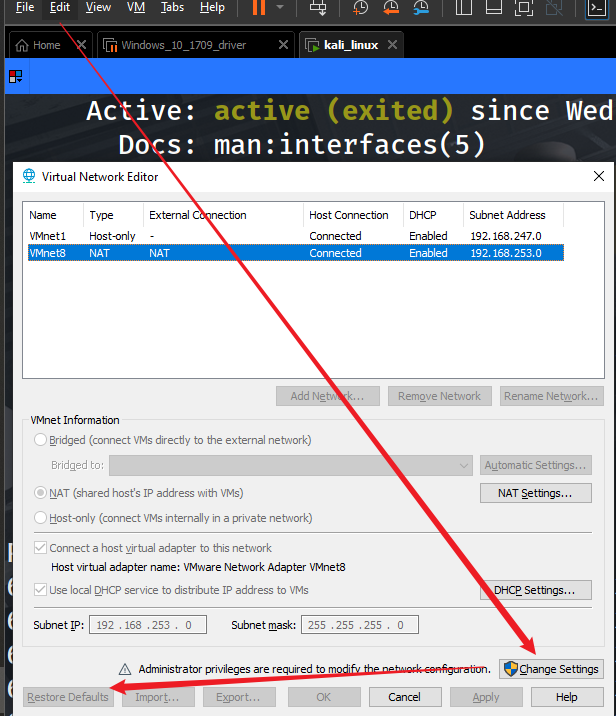 File Edit View VM Tabs Help
Home Windows_10_1709_driver kali_linux
Active: active (exited) since Wed
Docs: man:interfaces(5)
Virtual Network Editor
Name Type External Connection Host Connection DHCP Subnet Address
VMnet1 Host-only - Connected Enabled 192.168.247.0
VMnet8 NAT NAT Connected Enabled 192.168.253.0
Add Network... Remove Network Rename Network...
VMnet Information
Bridged (connect VMs directly to the external network)
Bridged to: Automatic Settings...
NAT (shared host's IP address with VMs) NAT Settings...
Host-only (connect VMs internally in a private network)
Connect a host virtual adapter to this network
Host virtual adapter name: VMware Network Adapter VMnet8
Use local DHCP service to distribute IP address to VMs DHCP Settings...
Subnet IP: 192 . 168 . 253 . 0 Subnet mask: 255 . 255 . 255 . 0
Administrator privileges are required to modify the network configuration. Change Settings
Restore Defaults Import... Export... OK Cancel Apply Help